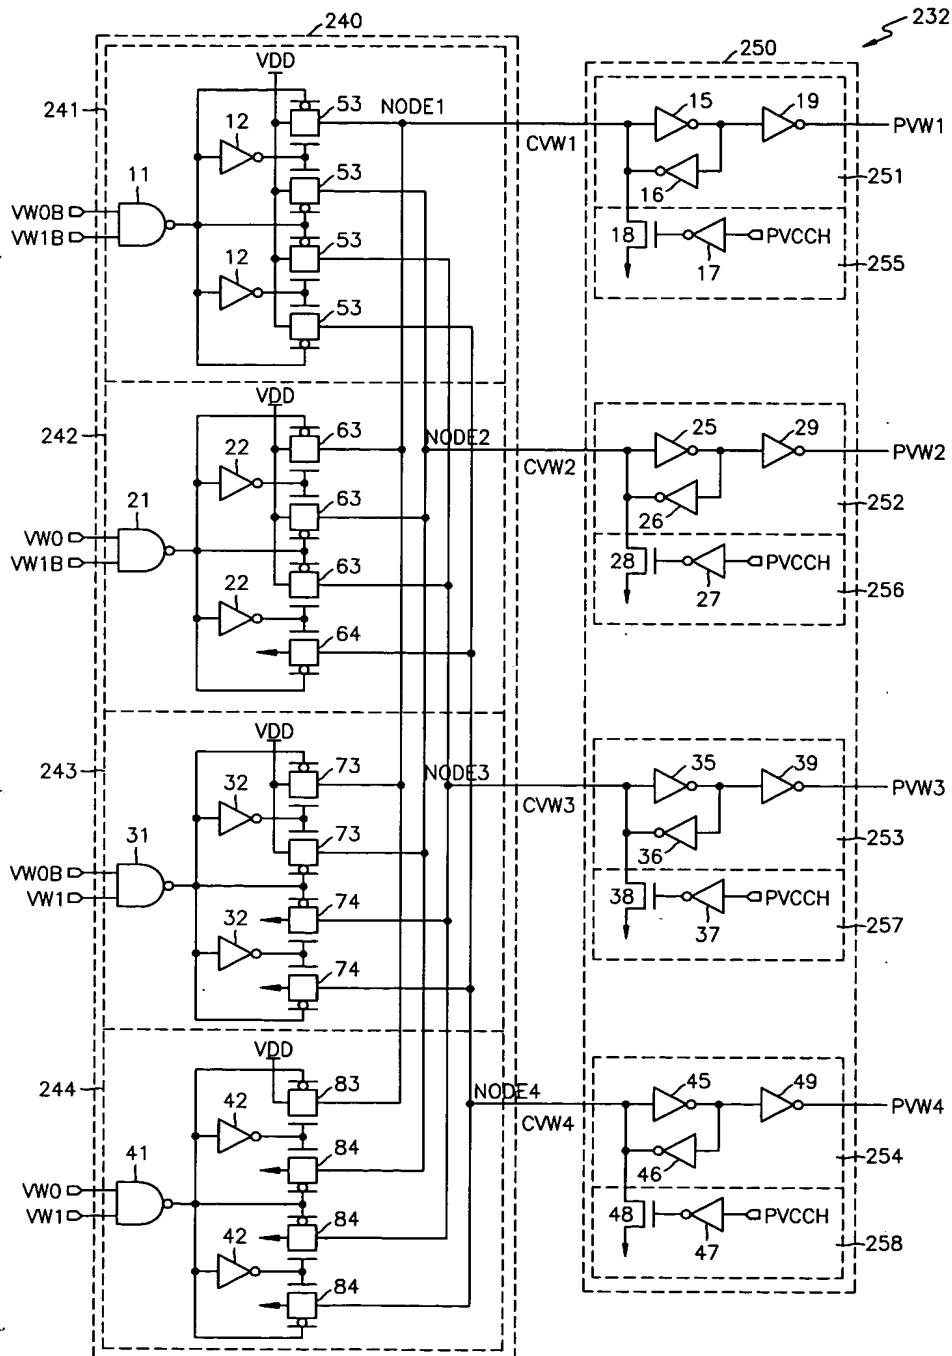 232
240
250
VDD
241
53
NODE1
15
19
PVW1
12
CVW1
11
53
16
251
VW0B
VW1B
53
18
17
PVCCH
255
12
53
VDD
242
63
NODE2
25
29
PVW2
22
CVW2
21
63
26
252
VW0
VW1B
63
28
27
PVCCH
256
22
64
VDD
243
73
NODE3
35
39
PVW3
32
CVW3
31
73
36
253
VW0B
VW1
74
38
37
PVCCH
257
32
74
VDD
244
83
NODE4
45
49
PVW4
42
CVW4
41
84
46
254
VW0
VW1
84
48
47
PVCCH
258
42
84